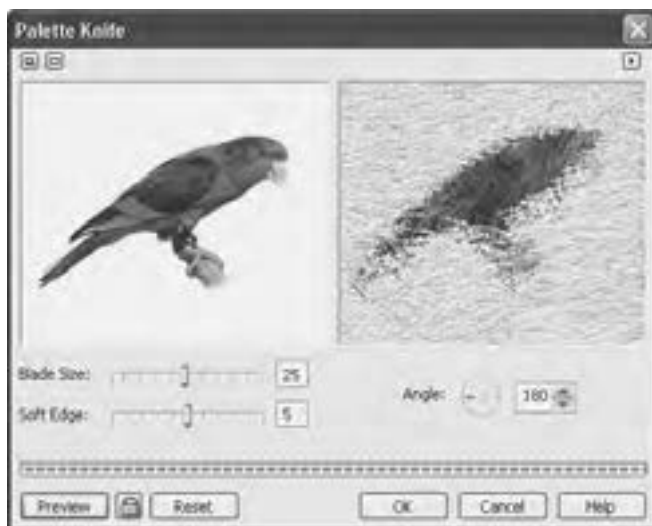 Palette Knife
Blade Size: 25
Soft Edge: 5
Angle: 180
Preview Reset OK Cancel Help